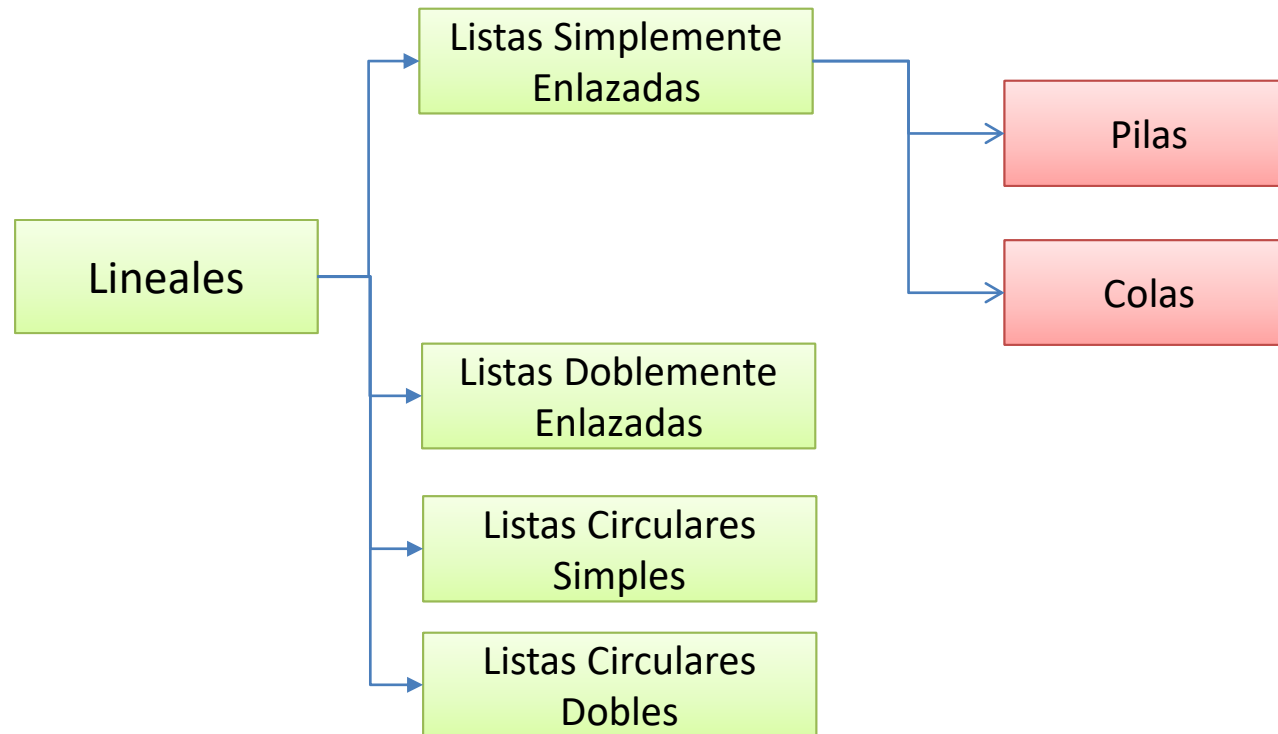 Listas Simplemente
Enlazadas
Pilas
Lineales
Colas
Listas Doblemente
Enlazadas
Listas Circulares
Simples
Listas Circulares
Dobles